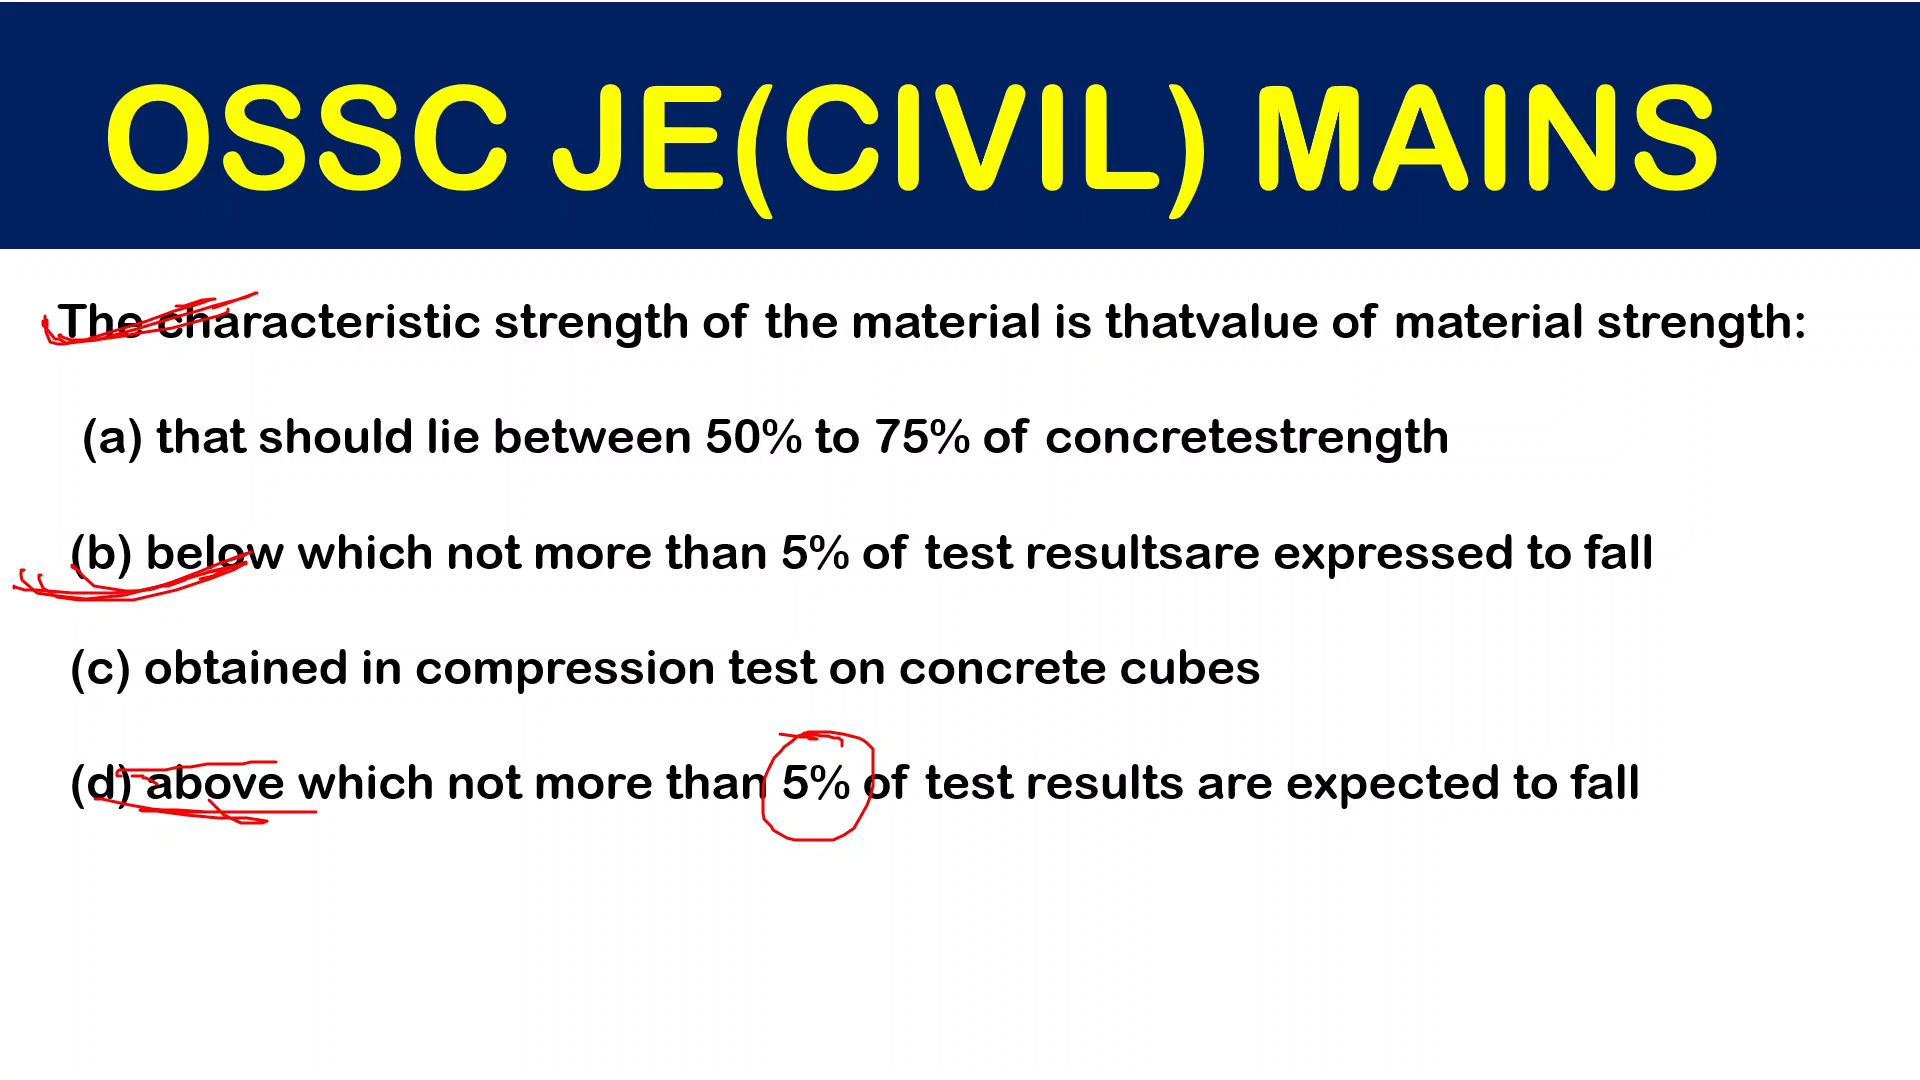 OSSC JE(CIVIL) MAINS
The characteristic strength of the material is thatvalue of material strength:
(a) that should lie between 50% to 75% of concretestrength
(b) below which not more than 5% of test resultsare expressed to fall
(c) obtained in compression test on concrete cubes
(d) above which not more than 5% of test results are expected to fall